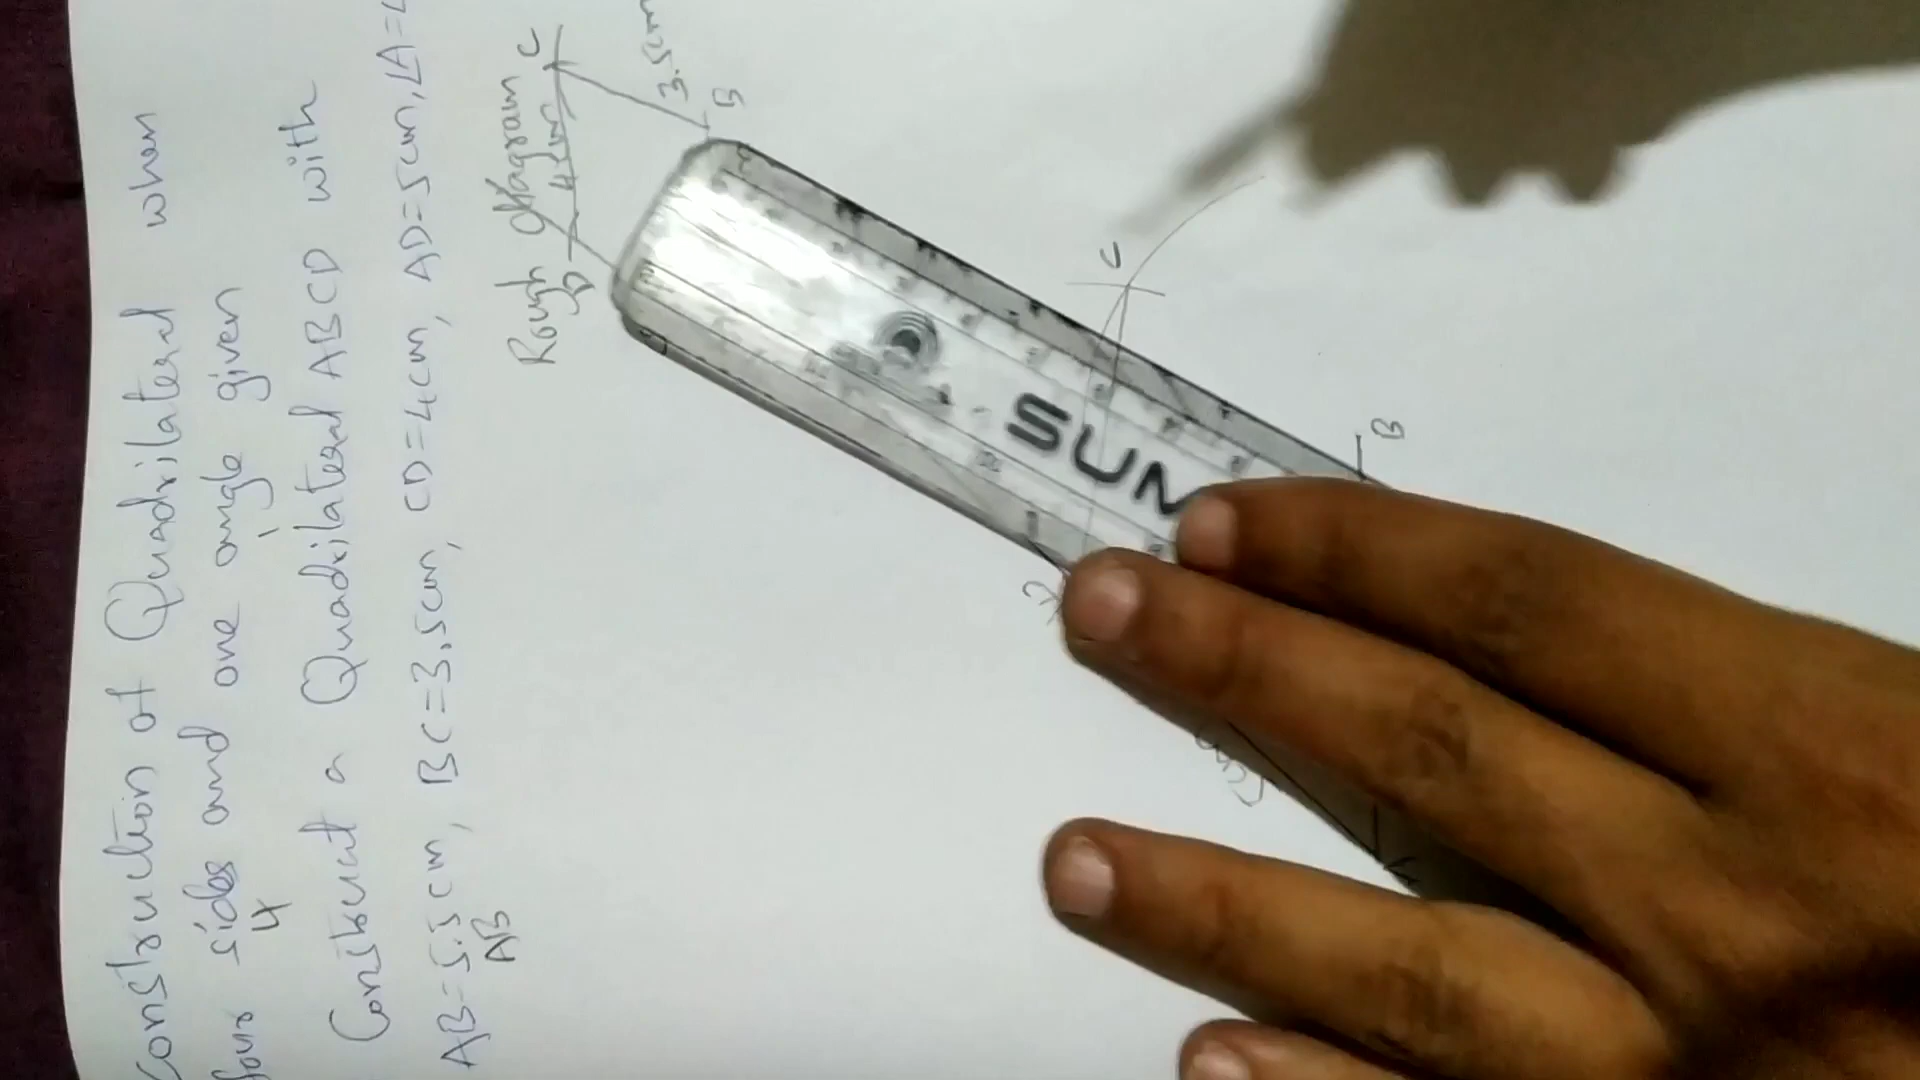 Construction of Quadrilateral when
four sides and one angle given
4
Construct a Quadrilateral ABCD with
AB=5.5cm, BC=3.5cm, CD=4cm, AD=5cm, ∠A=
AB
Rough diagram
D 4cm C
3.5cm
B
C
B
D
SUM